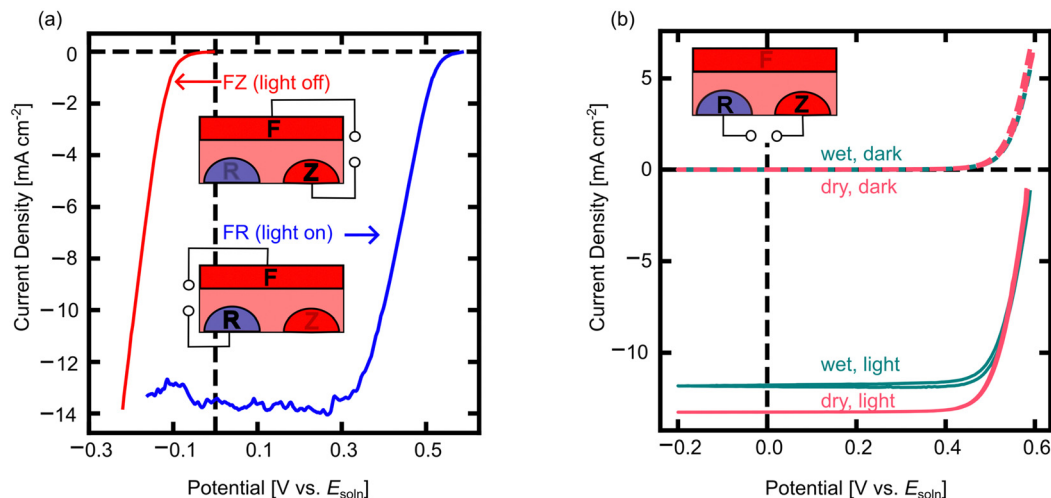 (a)
0
−2
−4
−6
−8
−10
−12
−14
Current Density [mA cm⁻²]
FZ (light off)
F
R
Z
FR (light on)
F
R
Z
−0.3
−0.1
0.1
0.3
0.5
Potential [V vs. Eₛₒₗₙ]
(b)
5
0
−5
−10
Current Density [mA cm⁻²]
F
R
Z
wet, dark
dry, dark
wet, light
dry, light
−0.2
0.0
0.2
0.4
0.6
Potential [V vs. Eₛₒₗₙ]